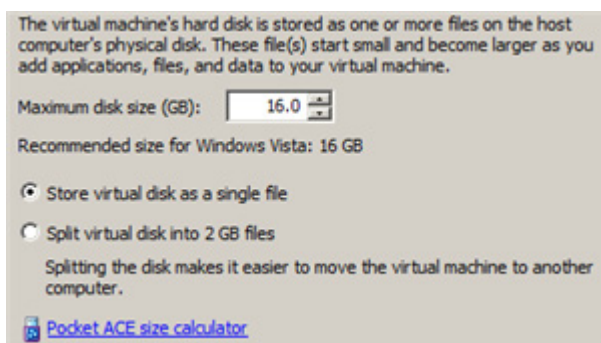 The virtual machine's hard disk is stored as one or more files on the host
computer's physical disk. These file(s) start small and become larger as you
add applications, files, and data to your virtual machine.
Maximum disk size (GB): 16.0
Recommended size for Windows Vista: 16 GB
Store virtual disk as a single file
Split virtual disk into 2 GB files
Splitting the disk makes it easier to move the virtual machine to another
computer.
Pocket ACE size calculator